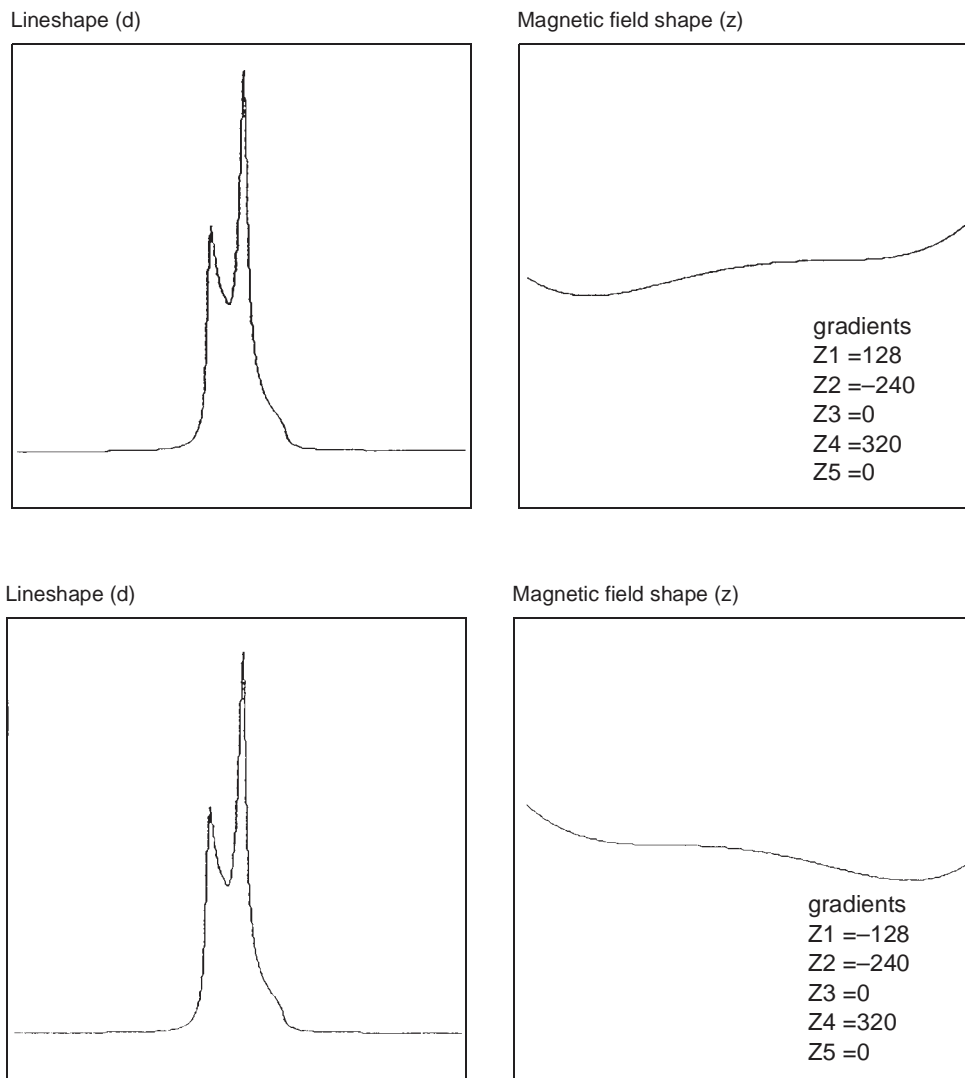 Lineshape (d)
Magnetic field shape (z)
gradients
Z1 =128
Z2 =–240
Z3 =0
Z4 =320
Z5 =0
Lineshape (d)
Magnetic field shape (z)
gradients
Z1 =–128
Z2 =–240
Z3 =0
Z4 =320
Z5 =0